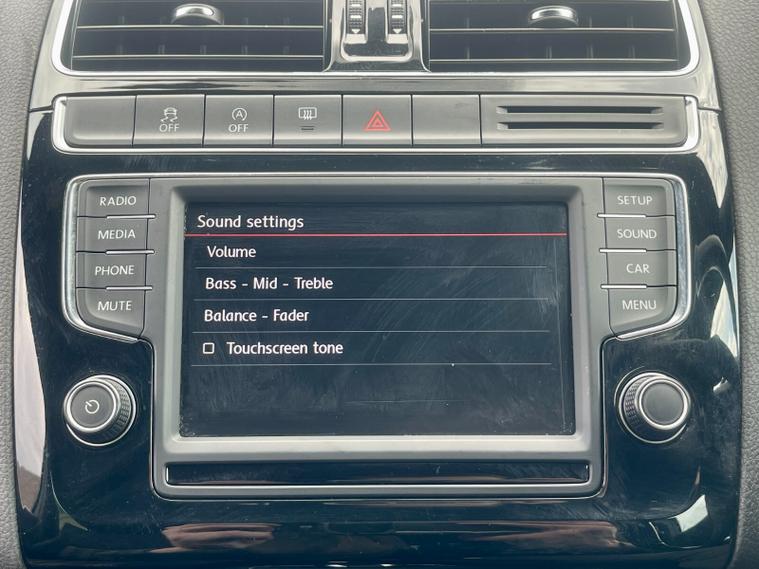 OFF
A
OFF
RADIO
MEDIA
PHONE
MUTE
Sound settings
Volume
Bass - Mid - Treble
Balance - Fader
Touchscreen tone
SETUP
SOUND
CAR
MENU